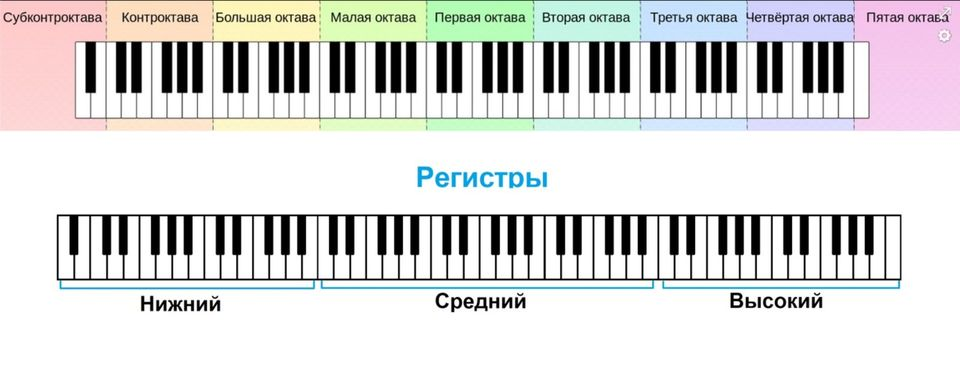 Субконтроктава Контроктава Большая октава Малая октава Первая октава Вторая октава Третья октава Четвёртая октава Пятая октава
Регистры
Нижний Средний Высокий